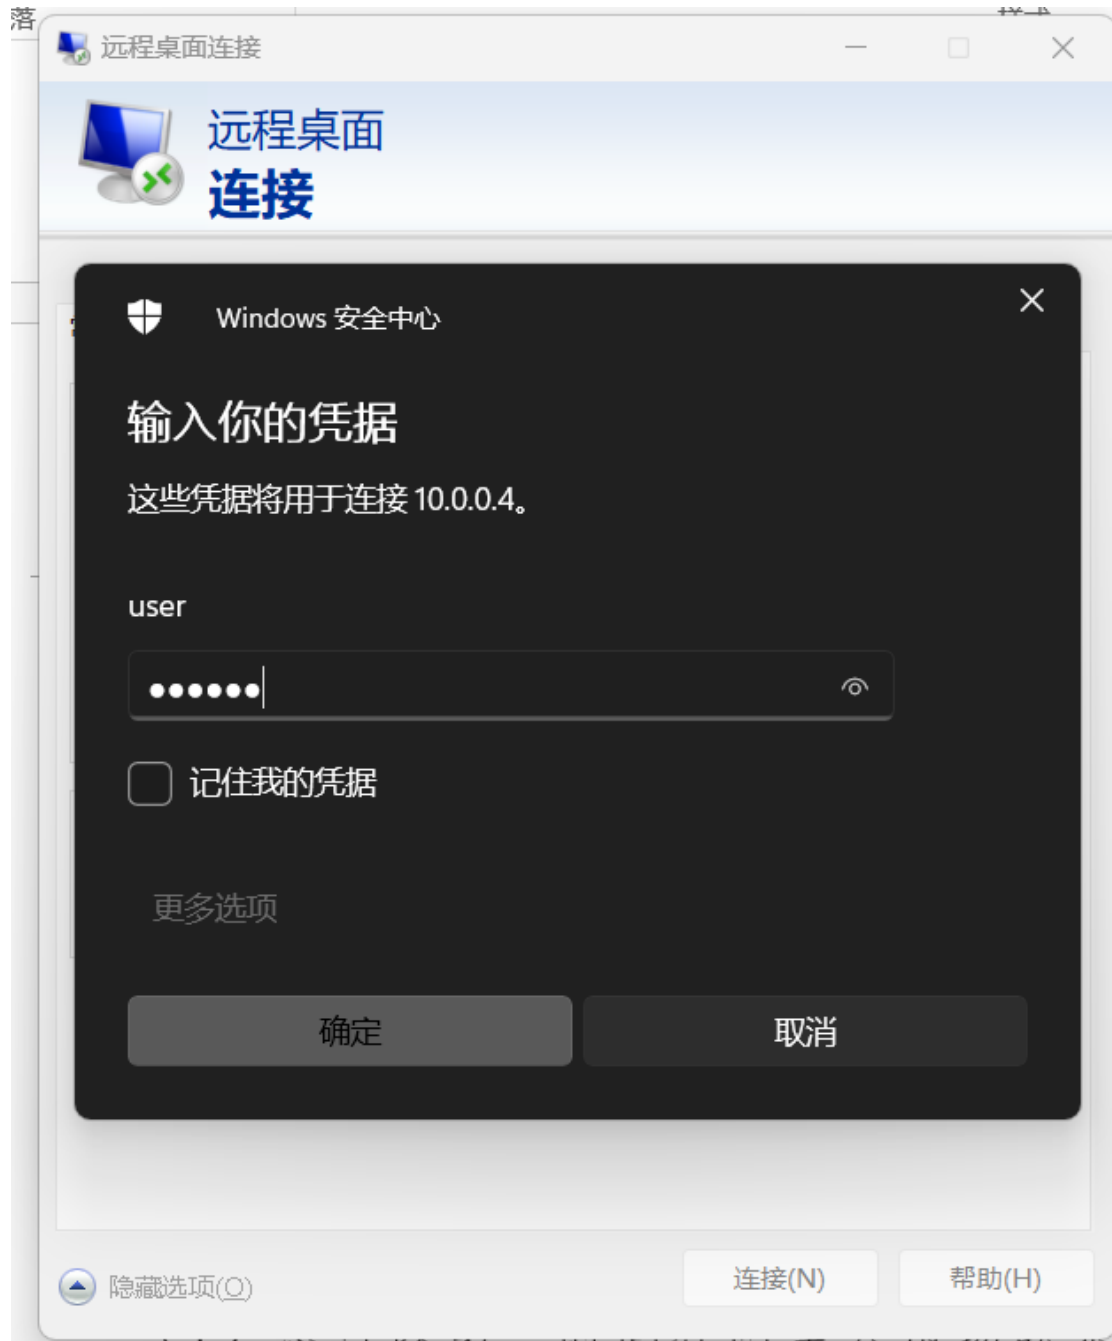 落
样式
远程桌面连接
远程桌面
连接
Windows 安全中心
输入你的凭据
这些凭据将用于连接 10.0.0.4。
user
●●●●●●
记住我的凭据
更多选项
确定
取消
隐藏选项(O)
连接(N)
帮助(H)